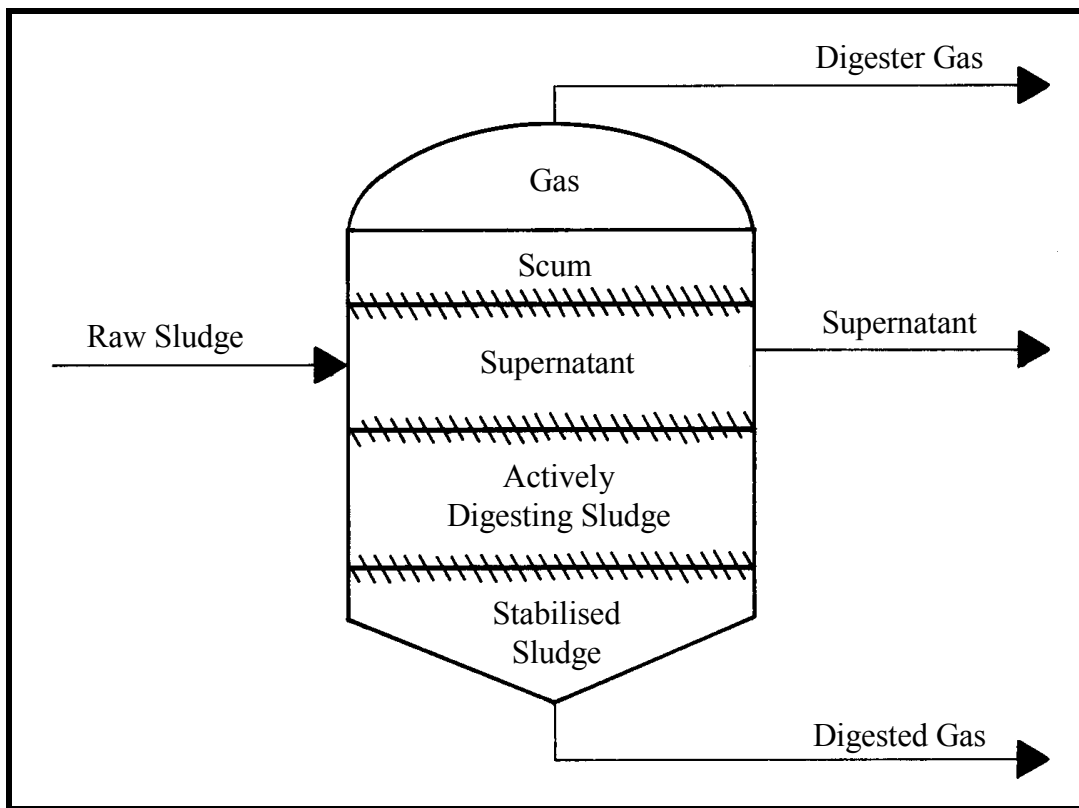 Digester Gas
Gas
Scum
Raw Sludge
Supernatant
Supernatant
Actively
Digesting Sludge
Stabilised
Sludge
Digested Gas